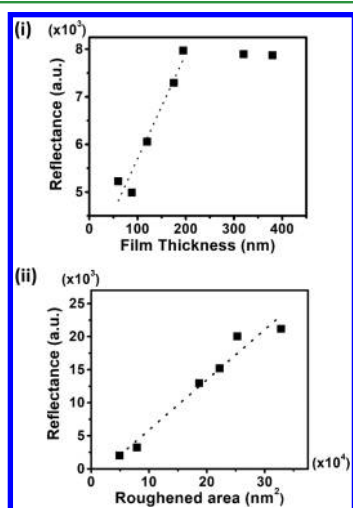 (i)
(x10³)
8
7
6
5
Reflectance (a.u.)
0 100 200 300 400
Film Thickness (nm)
(ii)
(x10³)
25
20
15
10
5
0
Reflectance (a.u.)
0 10 20 30
(x10⁴)
Roughened area (nm²)